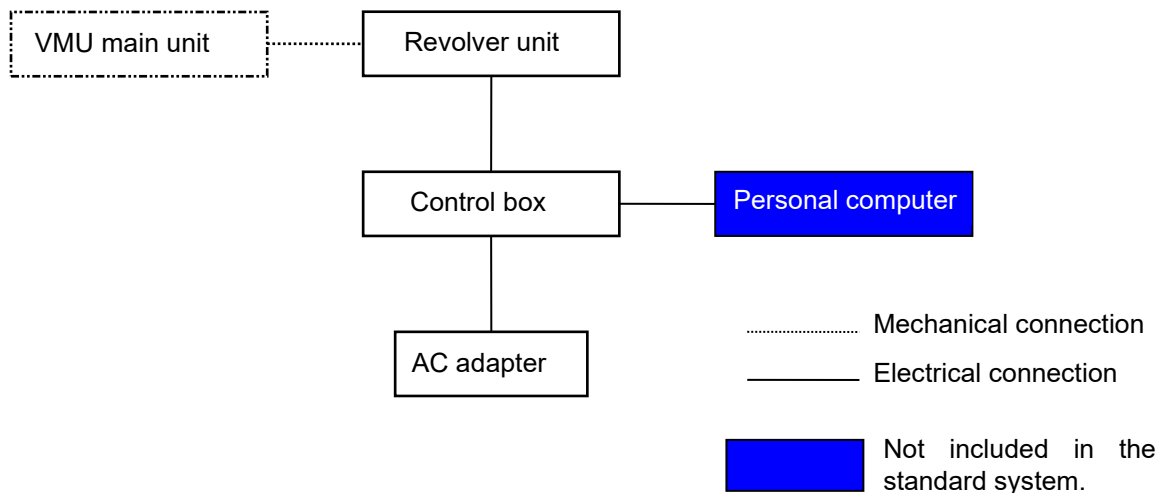 VMU main unit
Revolver unit
Control box
Personal computer
AC adapter
Mechanical connection
Electrical connection
Not included in the
standard system.